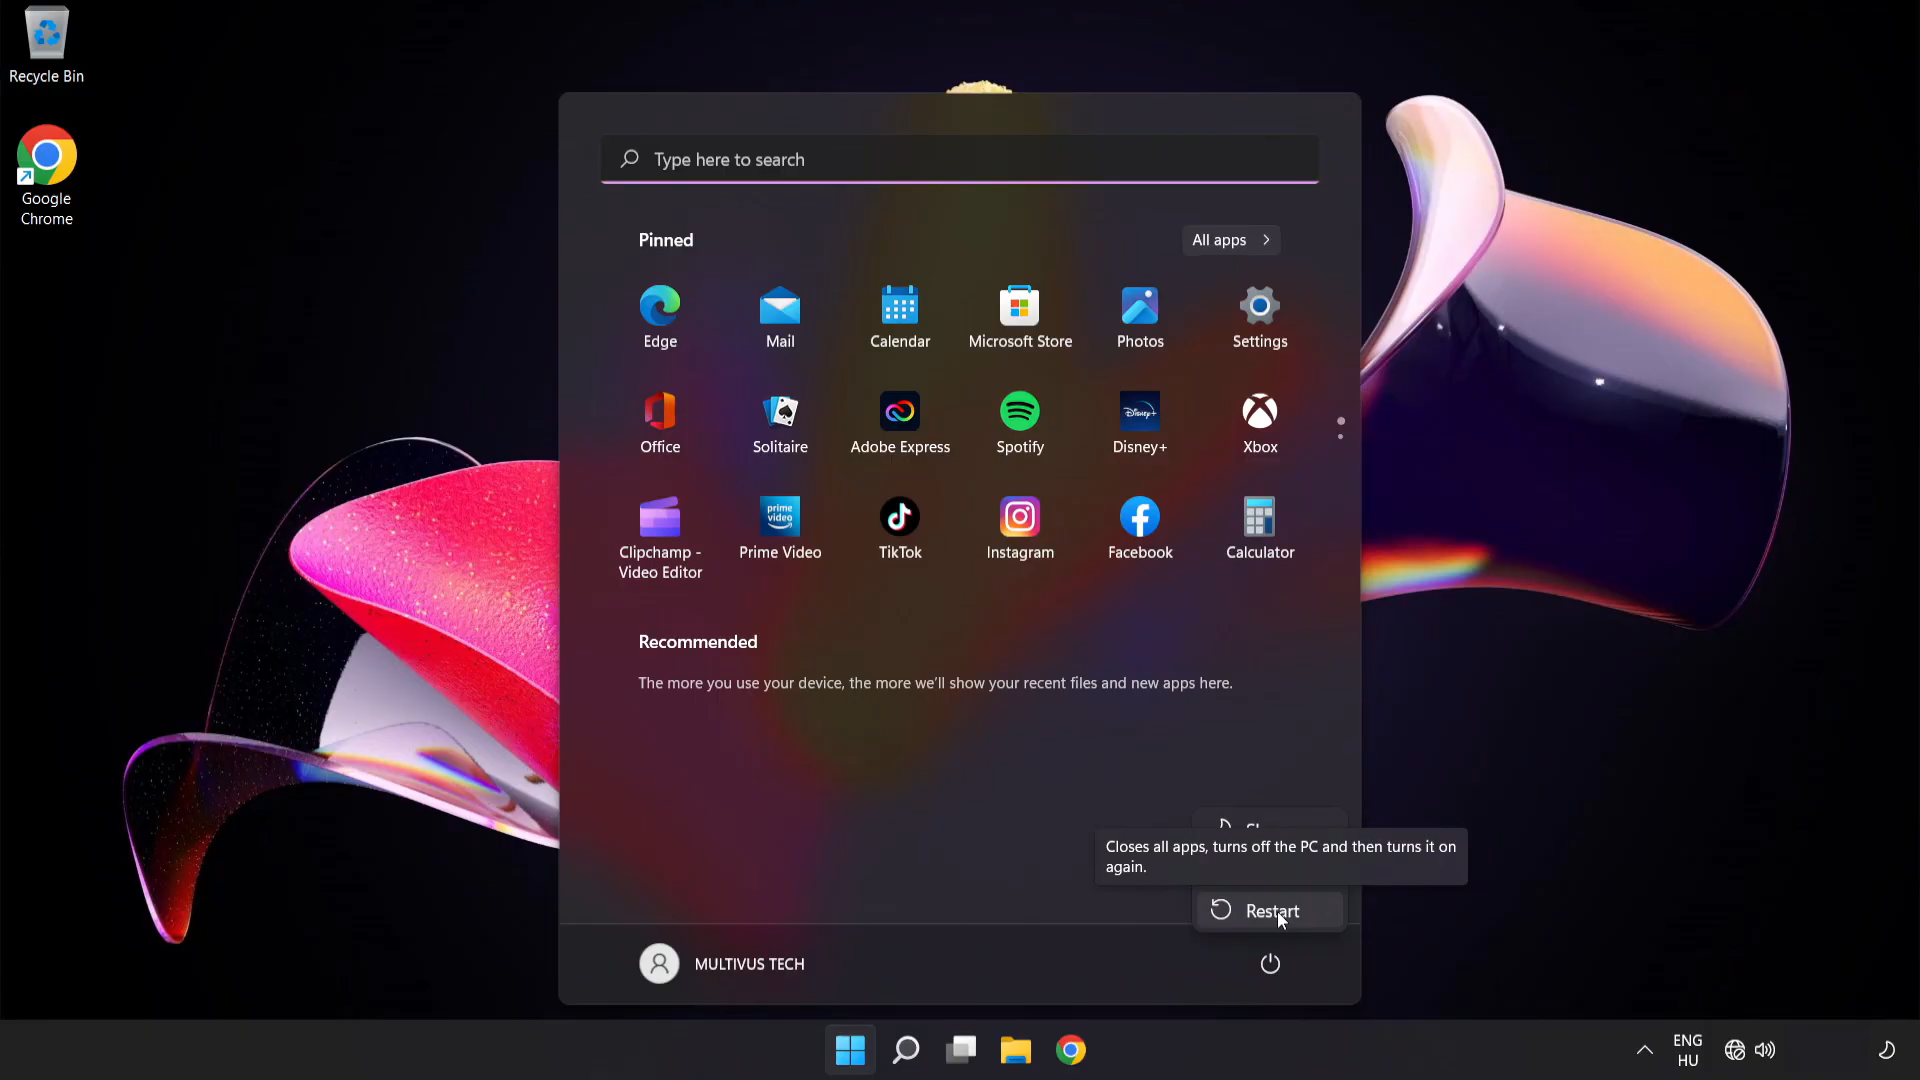 Recycle Bin
Google
Chrome
Type here to search
Pinned
All apps
Edge
Mail
Calendar
Microsoft Store
Photos
Settings
Office
Solitaire
Adobe Express
Spotify
Disney+
Disney+
Xbox
prime
video
Clipchamp -
Video Editor
Prime Video
TikTok
Instagram
Facebook
Calculator
Recommended
The more you use your device, the more we'll show your recent files and new apps here.
Closes all apps, turns off the PC and then turns it on
again.
Restart
MULTIVUS TECH
ENG
HU